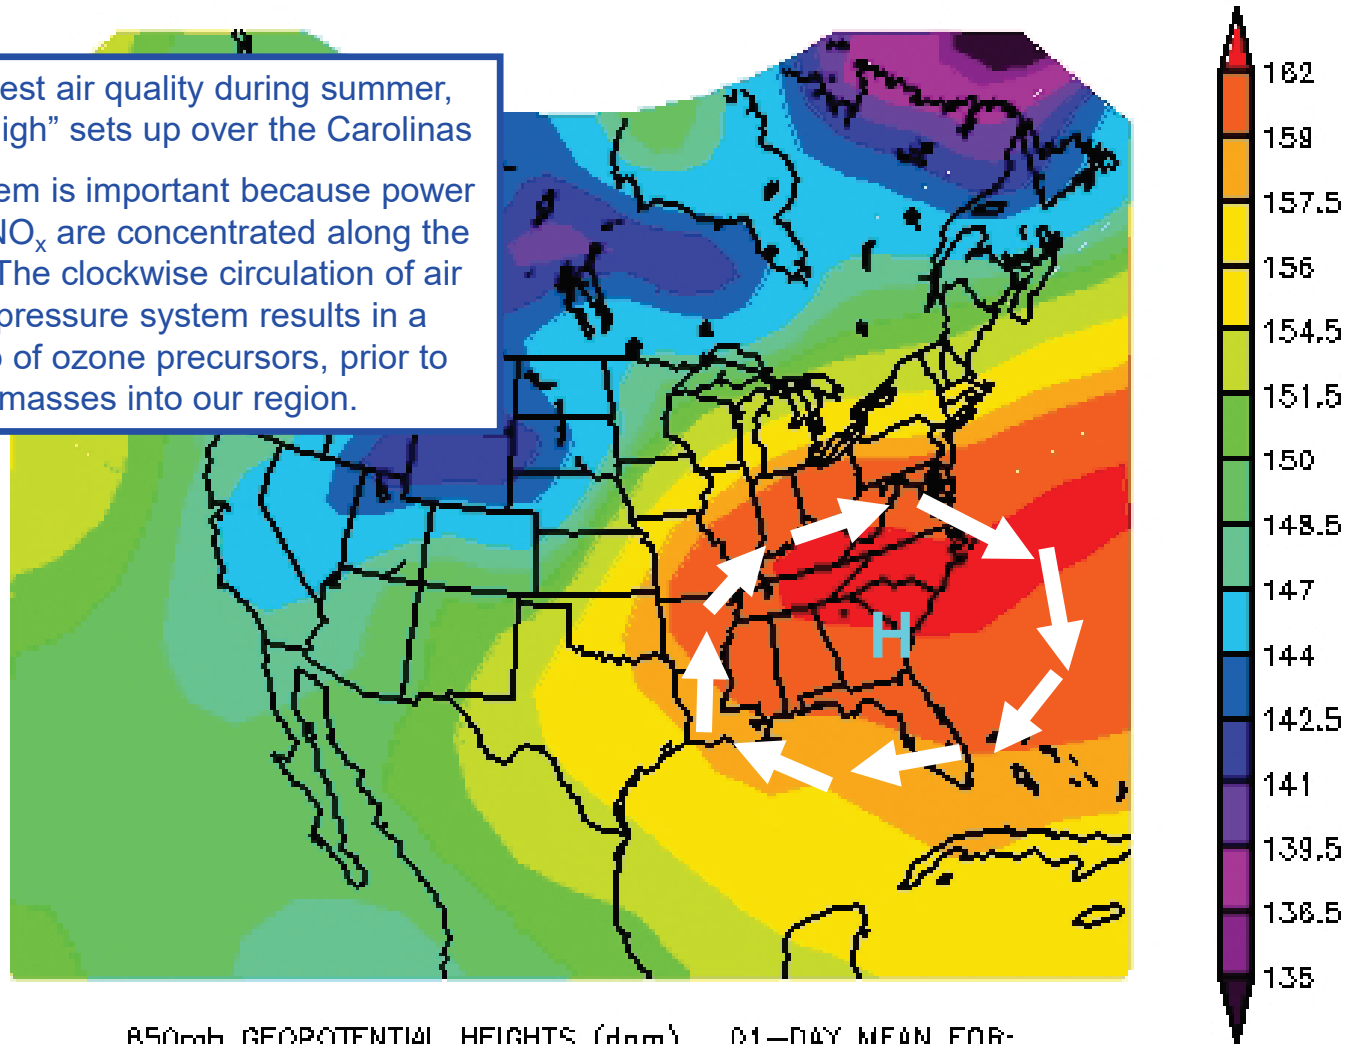 est air quality during summer,
igh” sets up over the Carolinas
em is important because power
NOx are concentrated along the
The clockwise circulation of air
pressure system results in a
of ozone precursors, prior to
masses into our region.
H
162
159
157.5
156
154.5
151.5
150
148.5
147
144
142.5
141
139.5
136.5
135
850mb GEOPOTENTIAL HEIGHTS (dam) 01-DAY MEAN FOR: